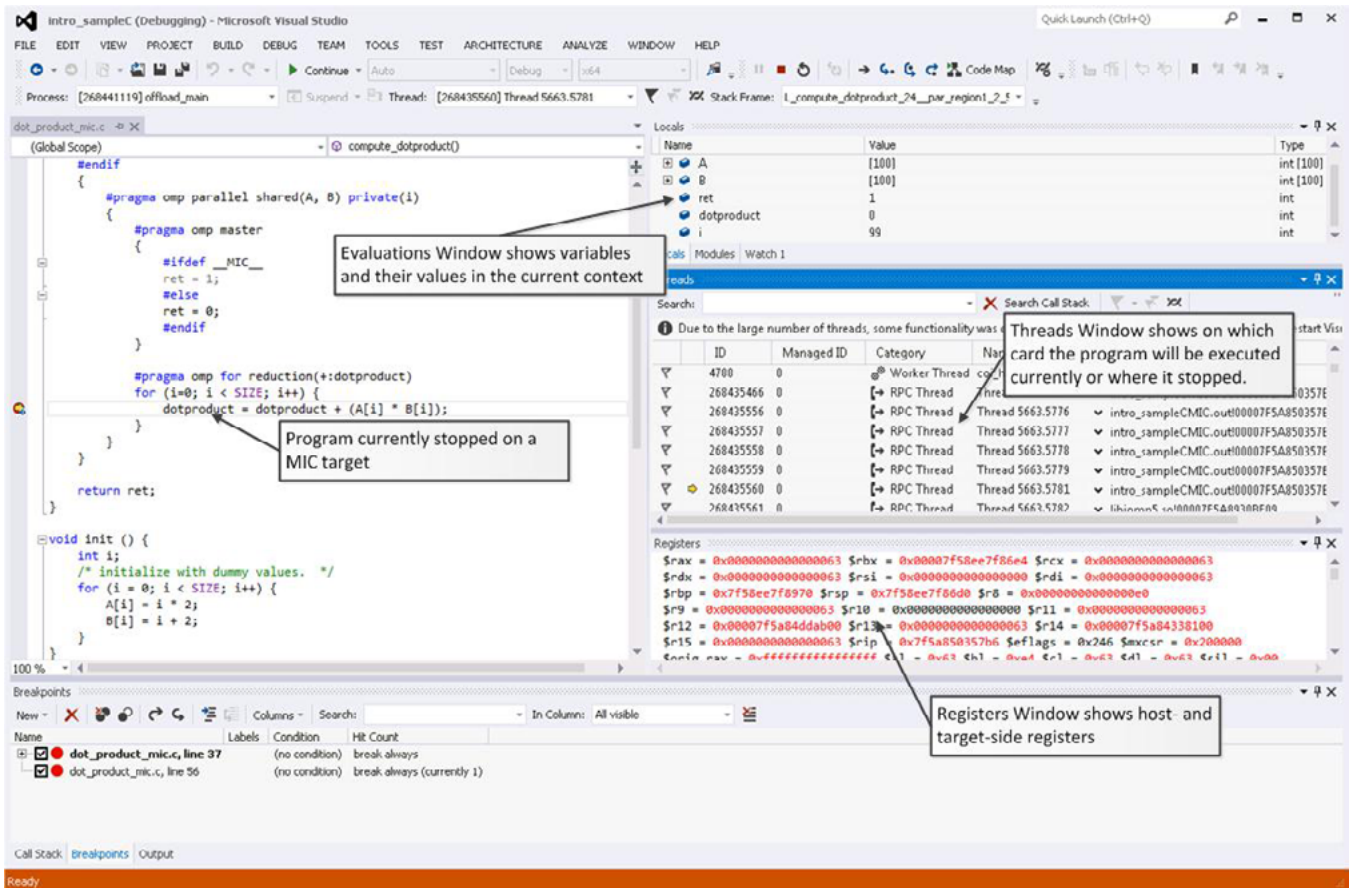 intro_sampleC (Debugging) - Microsoft Visual Studio
Quick Launch (Ctrl+Q)
FILE EDIT VIEW PROJECT BUILD DEBUG TEAM TOOLS TEST ARCHITECTURE ANALYZE WINDOW HELP
Continue Auto Debug x64 Code Map
Process: [268441119] offload_main Suspend Thread: [268435560] Thread 5663.5781 Stack Frame: L_compute_dotproduct_24__par_region1_2_5
dot_product_mic.c
(Global Scope) compute_dotproduct()
#endif
{
#pragma omp parallel shared(A, B) private(i)
{
#pragma omp master
{
#ifdef __MIC__
ret = 1;
#else
ret = 0;
#endif
}
#pragma omp for reduction(+:dotproduct)
for (i=0; i < SIZE; i++) {
dotproduct = dotproduct + (A[i] * B[i]);
}
}
}
return ret;
}
void init () {
int i;
/* initialize with dummy values. */
for (i = 0; i < SIZE; i++) {
A[i] = i * 2;
B[i] = i + 2;
}
}
100 %
Evaluations Window shows variables
and their values in the current context
Program currently stopped on a
MIC target
Locals
Name Value Type
A [100] int [100]
B [100] int [100]
ret 1 int
dotproduct 0 int
i 99 int
Modules Watch 1
Search: Search Call Stack
Due to the large number of threads, some functionality was
ID Managed ID Category
4780 0 Worker Thread
268435466 0 RPC Thread
268435556 0 RPC Thread Thread 5663.5776 intro_sampleCMIC.out!00007F5A850357E
268435557 0 RPC Thread Thread 5663.5777 intro_sampleCMIC.out!00007F5A850357E
268435558 0 RPC Thread Thread 5663.5778 intro_sampleCMIC.out!00007F5A850357E
268435559 0 RPC Thread Thread 5663.5779 intro_sampleCMIC.out!00007F5A850357E
268435560 0 RPC Thread Thread 5663.5781 intro_sampleCMIC.out!00007F5A850357E
268435561 0 RPC Thread Thread 5663.5782
Threads Window shows on which
card the program will be executed
currently or where it stopped.
Registers
$rax = 0x0000000000000063 $rbx = 0x00007f58ee7f86e4 $rcx = 0x0000000000000063
$rdx = 0x0000000000000063 $rsi = 0x0000000000000000 $rdi = 0x0000000000000063
$rbp = 0x7f58ee7f8970 $rsp = 0x7f58ee7f86d0 $r8 = 0x00000000000000e0
$r9 = 0x0000000000000063 $r10 = 0x0000000000000000 $r11 = 0x0000000000000063
$r12 = 0x00007f5a84ddab00 $r13 = 0x0000000000000063 $r14 = 0x00007f5a84338100
$r15 = 0x0000000000000063 $rip = 0x7f5a850357b6 $eflags = 0x246 $mxcsr = 0x200000
Registers Window shows host- and
target-side registers
Breakpoints
New Columns Search: In Column: All visible
Name Labels Condition Hit Count
dot_product_mic.c, line 37 (no condition) break always
dot_product_mic.c, line 56 (no condition) break always (currently 1)
Call Stack Breakpoints Output
Ready